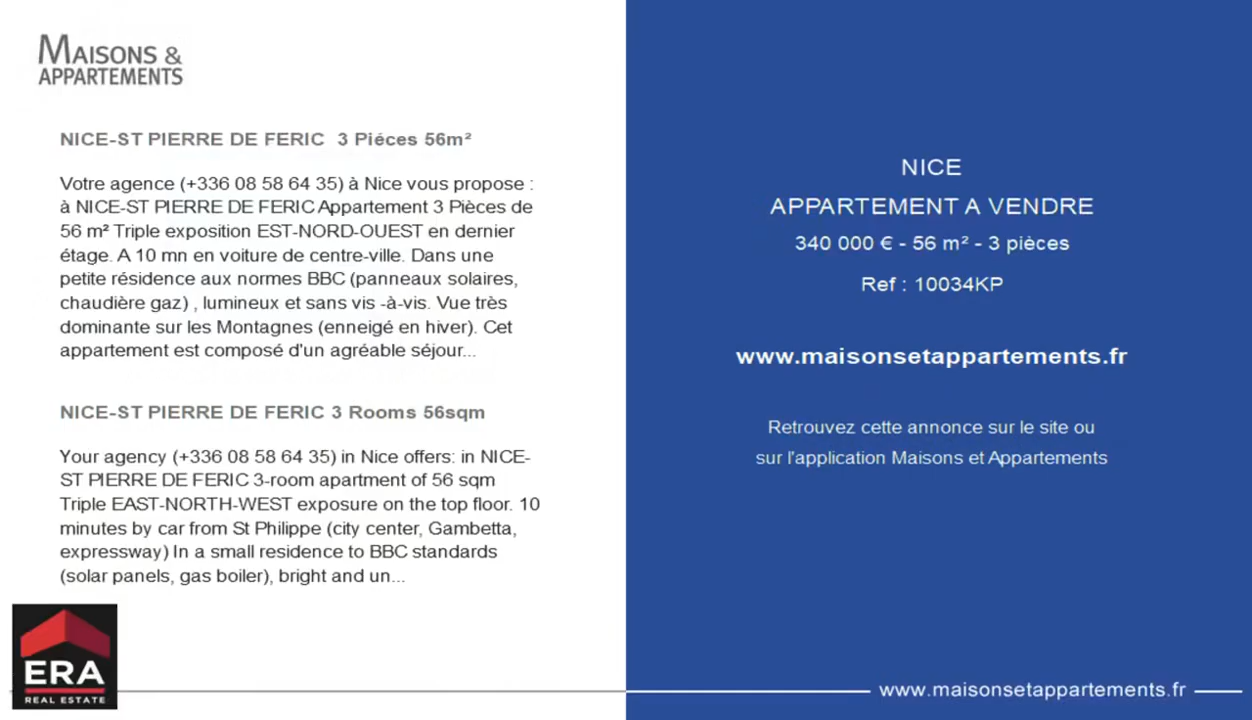 MAISONS &
APPARTEMENTS
NICE-ST PIERRE DE FERIC  3 Piéces 56m²
Votre agence (+336 08 58 64 35) à Nice vous propose :
à NICE-ST PIERRE DE FERIC Appartement 3 Pièces de
56 m² Triple exposition EST-NORD-OUEST en dernier
étage. A 10 mn en voiture de centre-ville. Dans une
petite résidence aux normes BBC (panneaux solaires,
chaudière gaz) , lumineux et sans vis -à-vis. Vue très
dominante sur les Montagnes (enneigé en hiver). Cet
appartement est composé d'un agréable séjour...
NICE-ST PIERRE DE FERIC 3 Rooms 56sqm
Your agency (+336 08 58 64 35) in Nice offers: in NICE-
ST PIERRE DE FERIC 3-room apartment of 56 sqm
Triple EAST-NORTH-WEST exposure on the top floor. 10
minutes by car from St Philippe (city center, Gambetta,
expressway) In a small residence to BBC standards
(solar panels, gas boiler), bright and un...
ERA
REAL ESTATE
NICE
APPARTEMENT A VENDRE
340 000 € - 56 m² - 3 pièces
Ref : 10034KP
www.maisonsetappartements.fr
Retrouvez cette annonce sur le site ou
sur l'application Maisons et Appartements
www.maisonsetappartements.fr